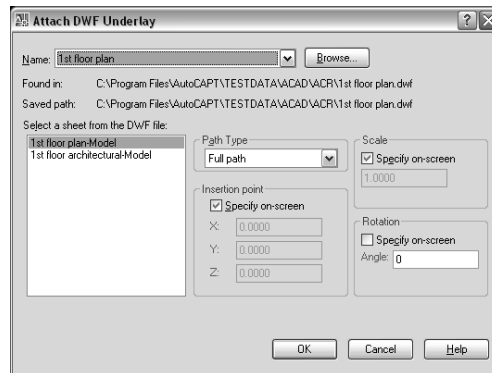 Attach DWF Underlay
Name: 1st floor plan Browse...
Found in: C:\Program Files\AutoCAPT\TESTDATA\ACAD\ACR\1st floor plan.dwf
Saved path: C:\Program Files\AutoCAPT\TESTDATA\ACAD\ACR\1st floor plan.dwf
Select a sheet from the DWF file:
1st floor plan-Model
1st floor architectural-Model
Path Type
Full path
Insertion point
Specify on-screen
X: 0.0000
Y: 0.0000
Z: 0.0000
Scale
Specify on-screen
1.0000
Rotation
Specify on-screen
Angle: 0
OK Cancel Help